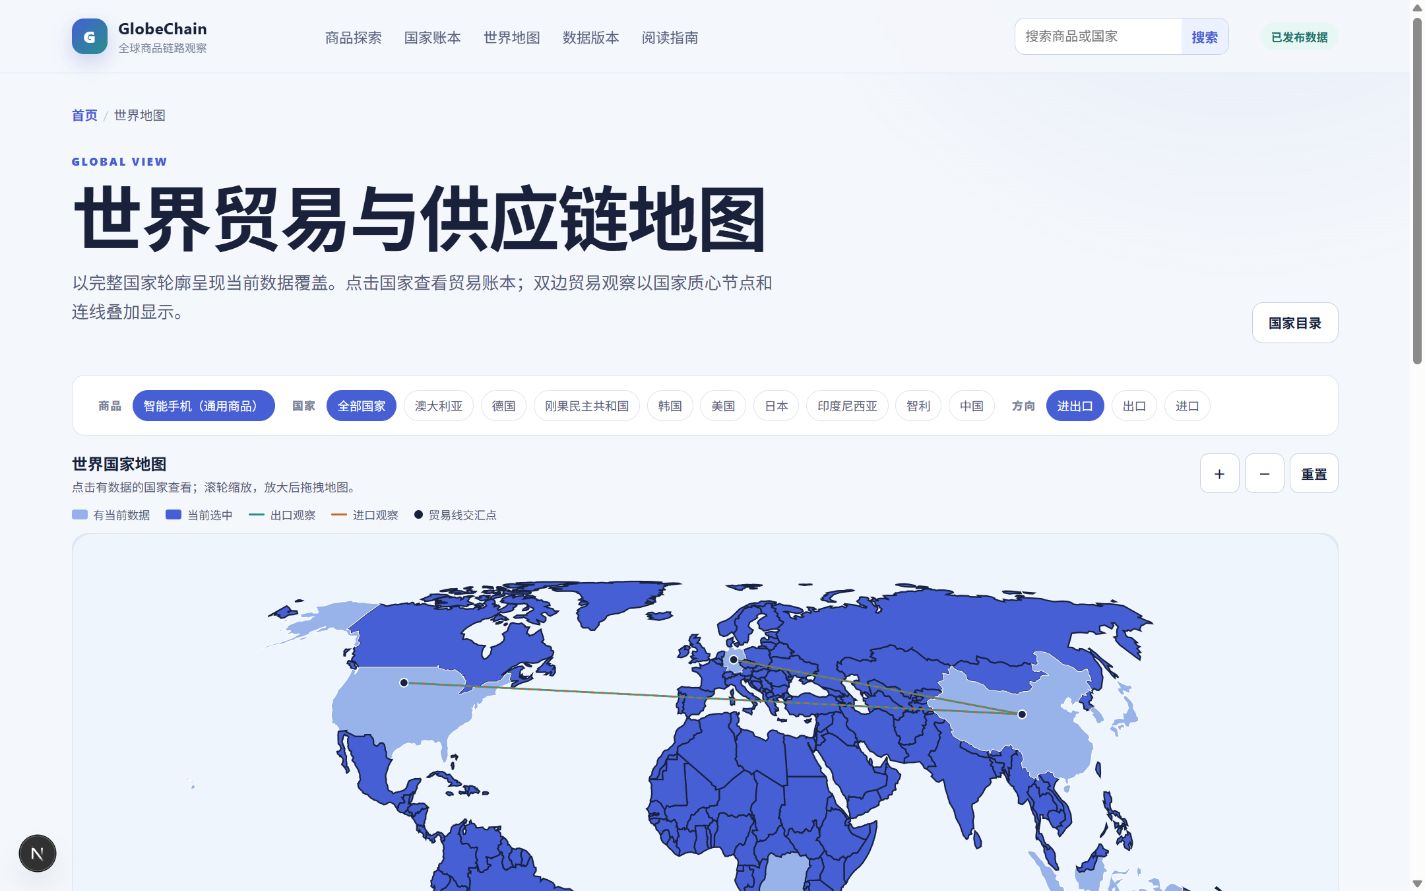 G
GlobeChain
全球商品链路观察
商品探索 国家账本 世界地图 数据版本 阅读指南
搜索商品或国家 搜索
已发布数据
首页 / 世界地图
GLOBAL VIEW
世界贸易与供应链地图
以完整国家轮廓呈现当前数据覆盖。点击国家查看贸易账本；双边贸易观察以国家质心节点和
连线叠加显示。
国家目录
商品 智能手机（通用商品） 国家 全部国家 澳大利亚 德国 刚果民主共和国 韩国 美国 日本 印度尼西亚 智利 中国 方向 进出口 出口 进口
世界国家地图
点击有数据的国家查看；滚轮缩放，放大后拖拽地图。
+ − 重置
有当前数据 当前选中 出口观察 进口观察 贸易线交汇点
N